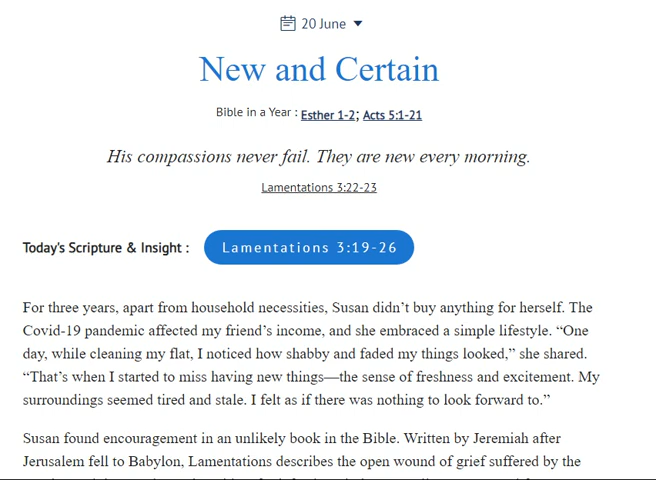 20 June
New and Certain
Bible in a Year : Esther 1-2; Acts 5:1-21
His compassions never fail. They are new every morning.
Lamentations 3:22-23
Today's Scripture & Insight : Lamentations 3:19-26
For three years, apart from household necessities, Susan didn’t buy anything for herself. The
Covid-19 pandemic affected my friend’s income, and she embraced a simple lifestyle. “One
day, while cleaning my flat, I noticed how shabby and faded my things looked,” she shared.
“That’s when I started to miss having new things—the sense of freshness and excitement. My
surroundings seemed tired and stale. I felt as if there was nothing to look forward to.”
Susan found encouragement in an unlikely book in the Bible. Written by Jeremiah after
Jerusalem fell to Babylon, Lamentations describes the open wound of grief suffered by the